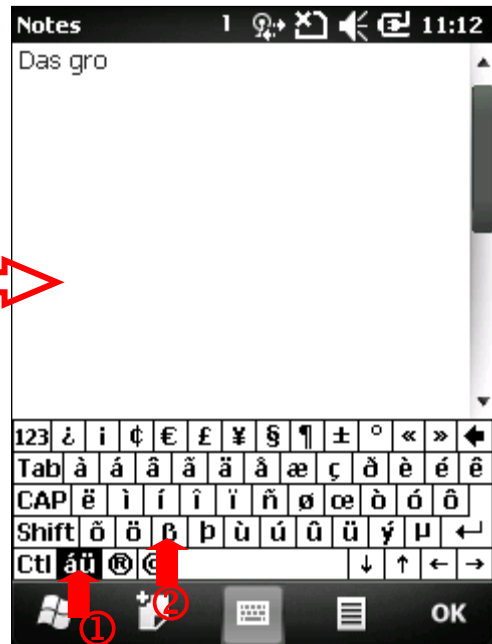 Notes 1 11:12
Das gro
123 ¿ ¡ ¢ € £ ¥ § ¶ ± ° « »
Tab à á â ã ä å æ ç ð è é ê
CAP ë ì í î ï ñ ø œ ò ó ô
Shift õ ö ß þ ù ú û ü ý µ ↵
Ctl áü ® © ↓ ↑ ← →
① ② OK